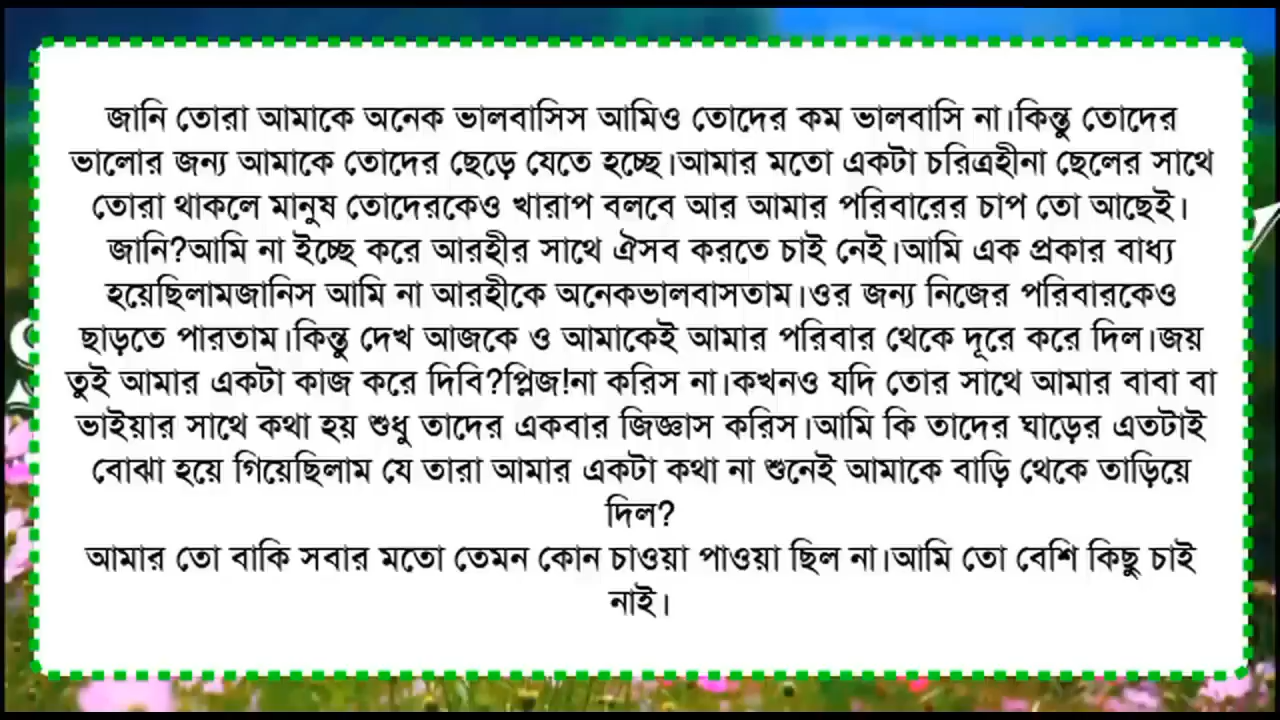 জানি তোরা আমাকে অনেক ভালবাসিস আমিও তোদের কম ভালবাসি না।কিন্তু তোদের
ভালোর জন্য আমাকে তোদের ছেড়ে যেতে হচ্ছে।আমার মতো একটা চরিত্রহীনা ছেলের সাথে
তোরা থাকলে মানুষ তোদেরকেও খারাপ বলবে আর আমার পরিবারের চাপ তো আছেই।
জানি?আমি না ইচ্ছে করে আরহীর সাথে ঐসব করতে চাই নেই।আমি এক প্রকার বাধ্য
হয়েছিলামজানিস আমি না আরহীকে অনেকভালবাসতাম।ওর জন্য নিজের পরিবারকেও
ছাড়তে পারতাম।কিন্তু দেখ আজকে ও আমাকেই আমার পরিবার থেকে দূরে করে দিল।জয়
তুই আমার একটা কাজ করে দিবি?প্লিজ!না করিস না।কখনও যদি তোর সাথে আমার বাবা বা
ভাইয়ার সাথে কথা হয় শুধু তাদের একবার জিজ্ঞাস করিস।আমি কি তাদের ঘাড়ের এতটাই
বোঝা হয়ে গিয়েছিলাম যে তারা আমার একটা কথা না শুনেই আমাকে বাড়ি থেকে তাড়িয়ে
দিল?
আমার তো বাকি সবার মতো তেমন কোন চাওয়া পাওয়া ছিল না।আমি তো বেশি কিছু চাই
নাই।